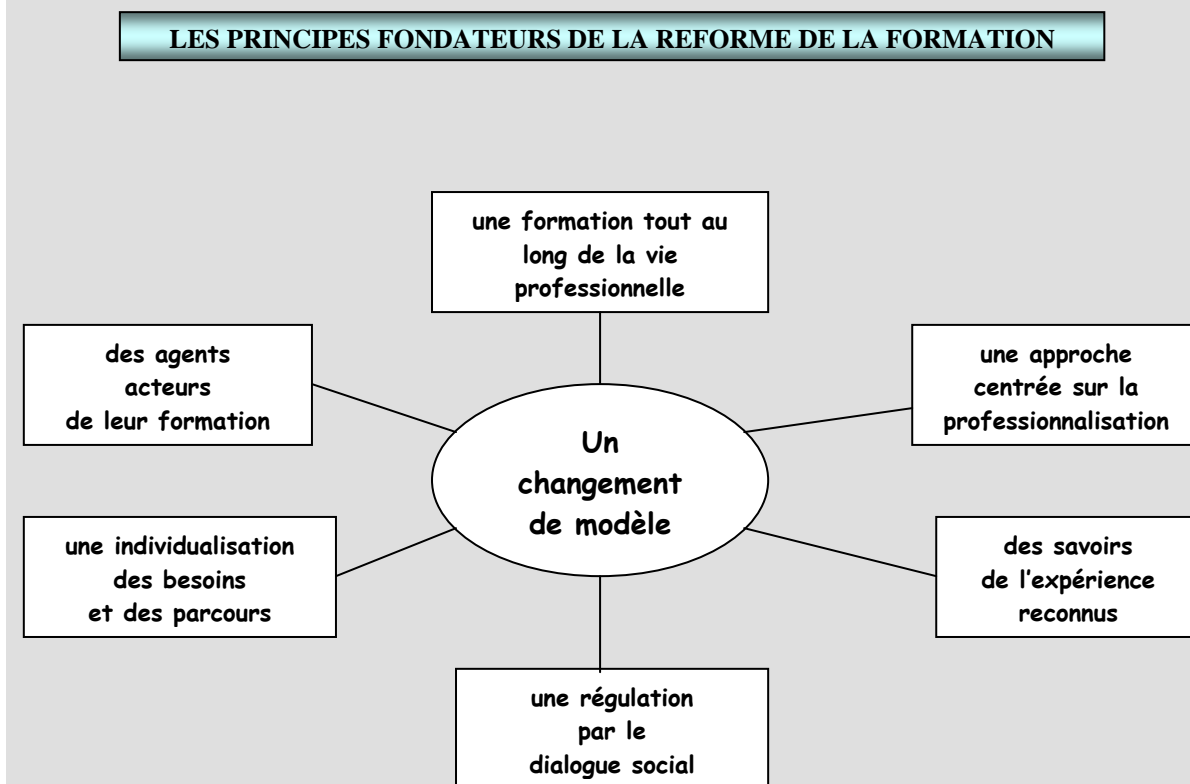 LES PRINCIPES FONDATEURS DE LA REFORME DE LA FORMATION
une formation tout au
long de la vie
professionnelle
des agents
acteurs
de leur formation
une approche
centrée sur la
professionnalisation
Un
changement
de modèle
une individualisation
des besoins
et des parcours
des savoirs
de l'expérience
reconnus
une régulation
par le
dialogue social